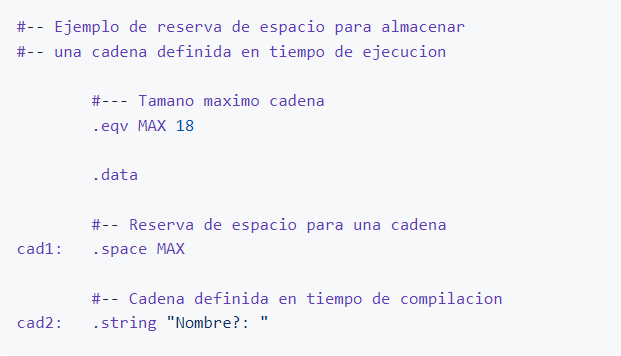 #-- Ejemplo de reserva de espacio para almacenar
#-- una cadena definida en tiempo de ejecucion
#--- Tamano maximo cadena
.eqv MAX 18
.data
#-- Reserva de espacio para una cadena
cad1: .space MAX
#-- Cadena definida en tiempo de compilacion
cad2: .string "Nombre?: "